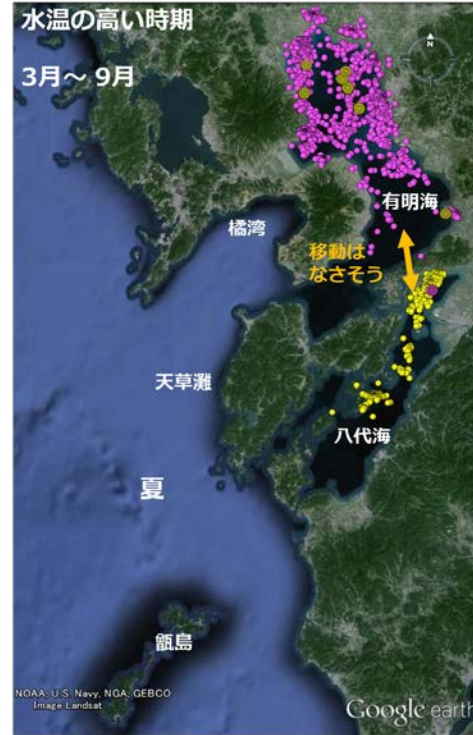 水温の高い時期
3月～ 9月
N
有明海
橘湾
移動は
なさそう
天草灘
八代海
夏
甑島
NOAA, U.S. Navy, NGA, GEBCO
Image Landsat
Google earth